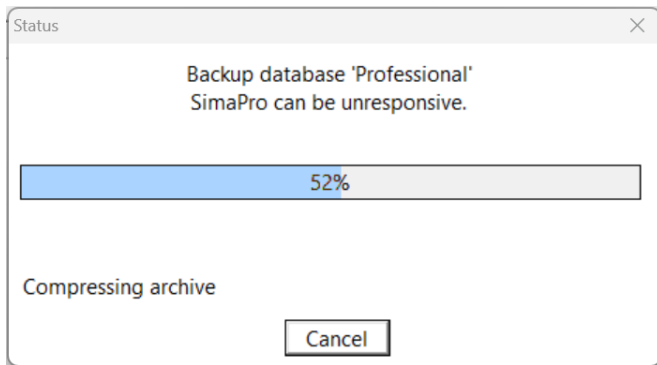 Status
Backup database 'Professional'
SimaPro can be unresponsive.
52%
Compressing archive
Cancel